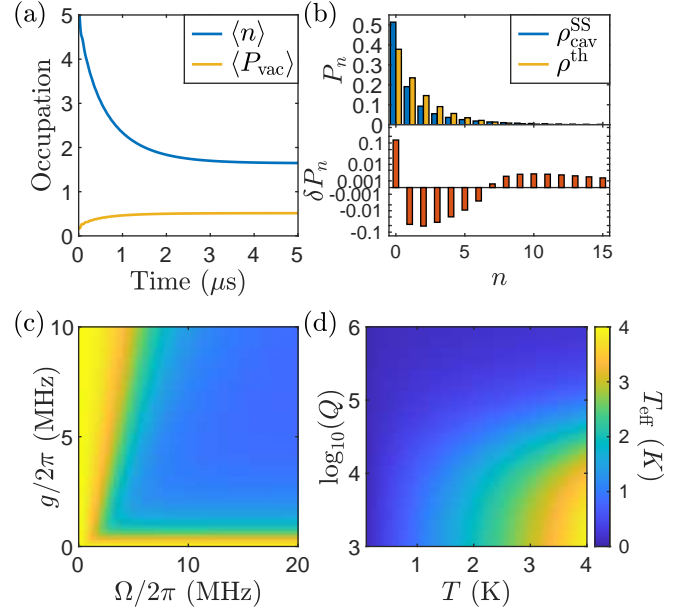 (a)
⟨n⟩
⟨P_vac⟩
Occupation
5
4
3
2
1
0
0 1 2 3 4 5
Time (μs)
(b)
ρ^SS_cav
ρ^th
P_n
0.5
0.4
0.3
0.2
0.1
0
δP_n
0.1
0.01
0.001
-0.001
-0.01
-0.1
0 5 10 15
n
(c)
g/2π (MHz)
10
5
0
0 10 20
Ω/2π (MHz)
(d)
log₁₀(Q)
6
5
4
3
1 2 3 4
T (K)
4
3
2
1
0
T_eff (K)